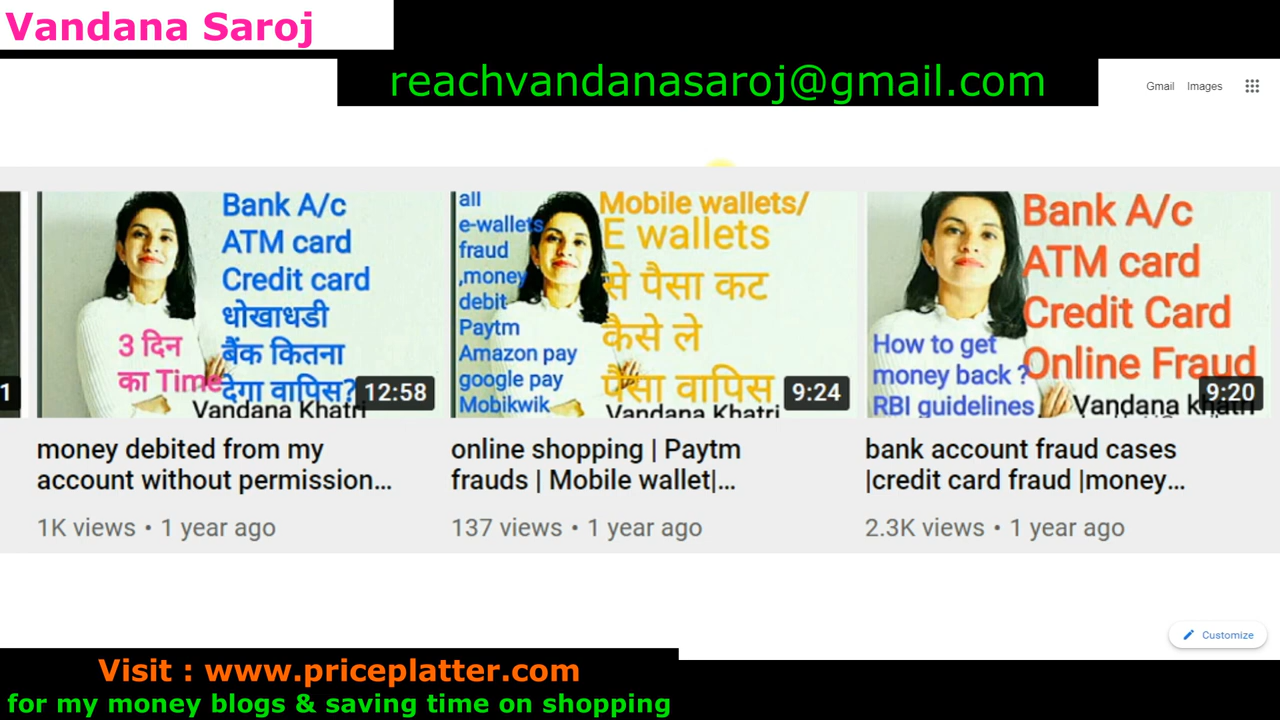 Vandana Saroj
reachvandanasaroj@gmail.com
Gmail Images
1
Bank A/c
ATM card
Credit card
धोखाधडी
बैंक कितना
देगा वापिस?
3 दिन
का Time
Vandana Khatri
12:58
money debited from my
account without permission...
1K views • 1 year ago
all
e-wallets
fraud
,money
debit
Paytm
Amazon pay
google pay
Mobikwik
Mobile wallets/
E wallets
से पैसा कट
कैसे ले
पैसा वापिस
Vandana Khatri
9:24
online shopping | Paytm
frauds | Mobile wallet|...
137 views • 1 year ago
Bank A/c
ATM card
Credit Card
Online Fraud
How to get
money back ?
RBI guidelines
Vandana khatri
9:20
bank account fraud cases
|credit card fraud |money...
2.3K views • 1 year ago
Customize
Visit : www.priceplatter.com
for my money blogs & saving time on shopping